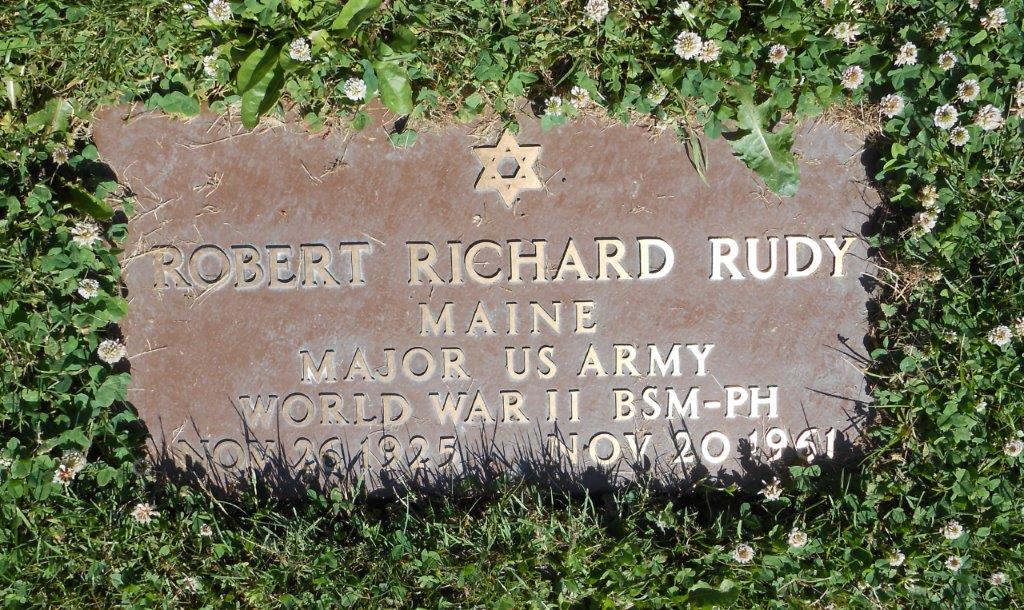 ROBERT RICHARD RUDY
MAINE
MAJOR US ARMY
WORLD WAR II BSM-PH
NOV 26 1925 NOV 20 1961